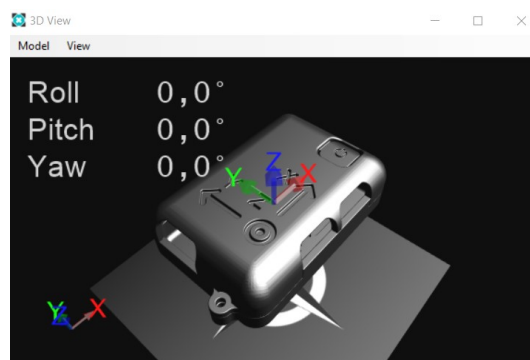 3D View
Model View
Roll 0,0°
Pitch 0,0°
Yaw 0,0°
Z
Y X
Y X
Z